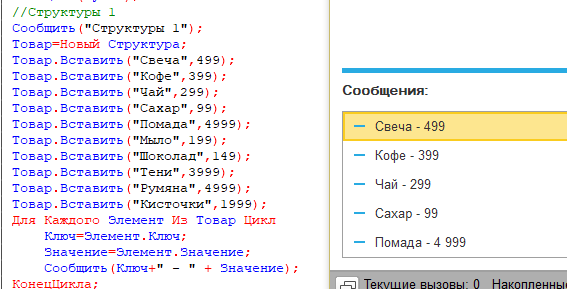 //Структуры 1
Сообщить("Структуры 1");
Товар=Новый Структура;
Товар.Вставить("Свеча",499);
Товар.Вставить("Кофе",399);
Товар.Вставить("Чай",299);
Товар.Вставить("Сахар",99);
Товар.Вставить("Помада",4999);
Товар.Вставить("Мыло",199);
Товар.Вставить("Шоколад",149);
Товар.Вставить("Тени",3999);
Товар.Вставить("Румяна",4999);
Товар.Вставить("Кисточки",1999);
Для Каждого Элемент Из Товар Цикл
Ключ=Элемент.Ключ;
Значение=Элемент.Значение;
Сообщить(Ключ+" - " + Значение);
КонецЦикла;
Сообщения:
Свеча - 499
Кофе - 399
Чай - 299
Сахар - 99
Помада - 4 999
Текущие вызовы: 0 Накопленные